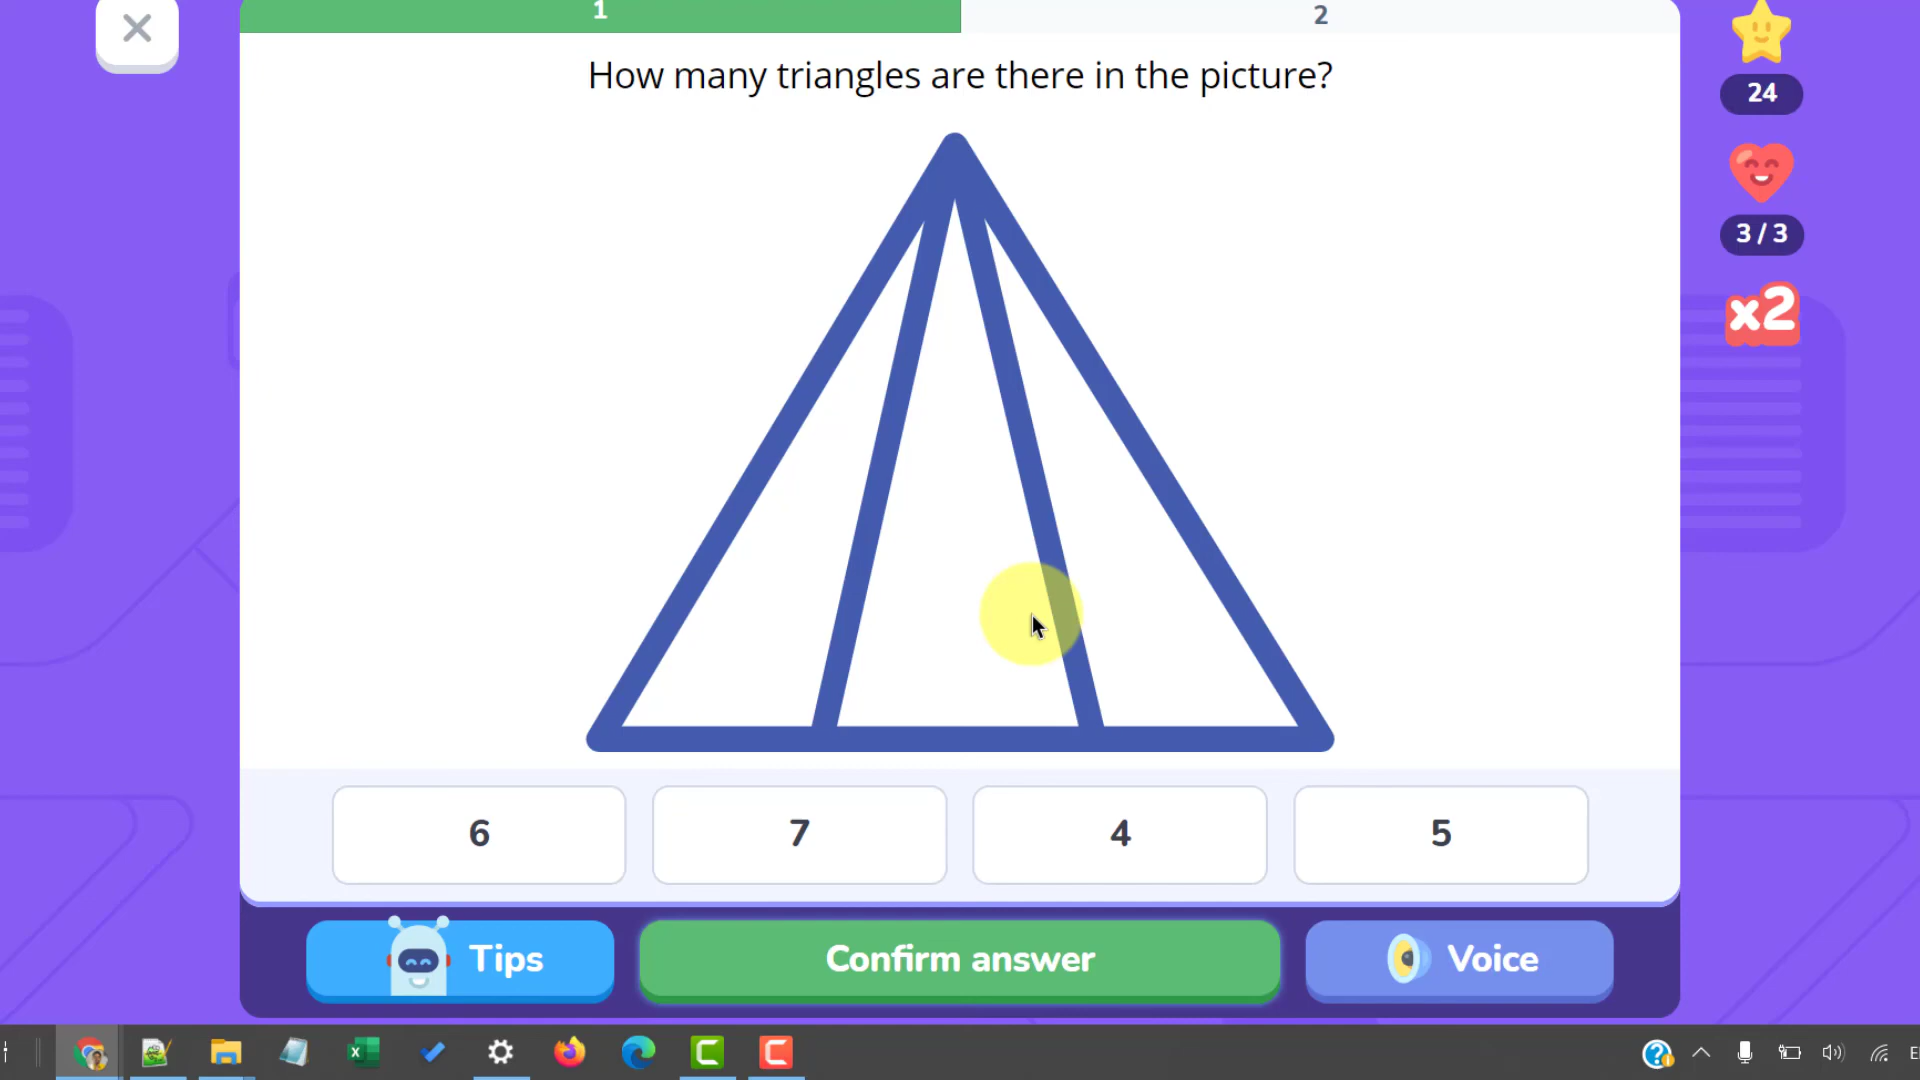 1
2
How many triangles are there in the picture?
24
3 / 3
x2
6
7
4
5
Tips
Confirm answer
Voice